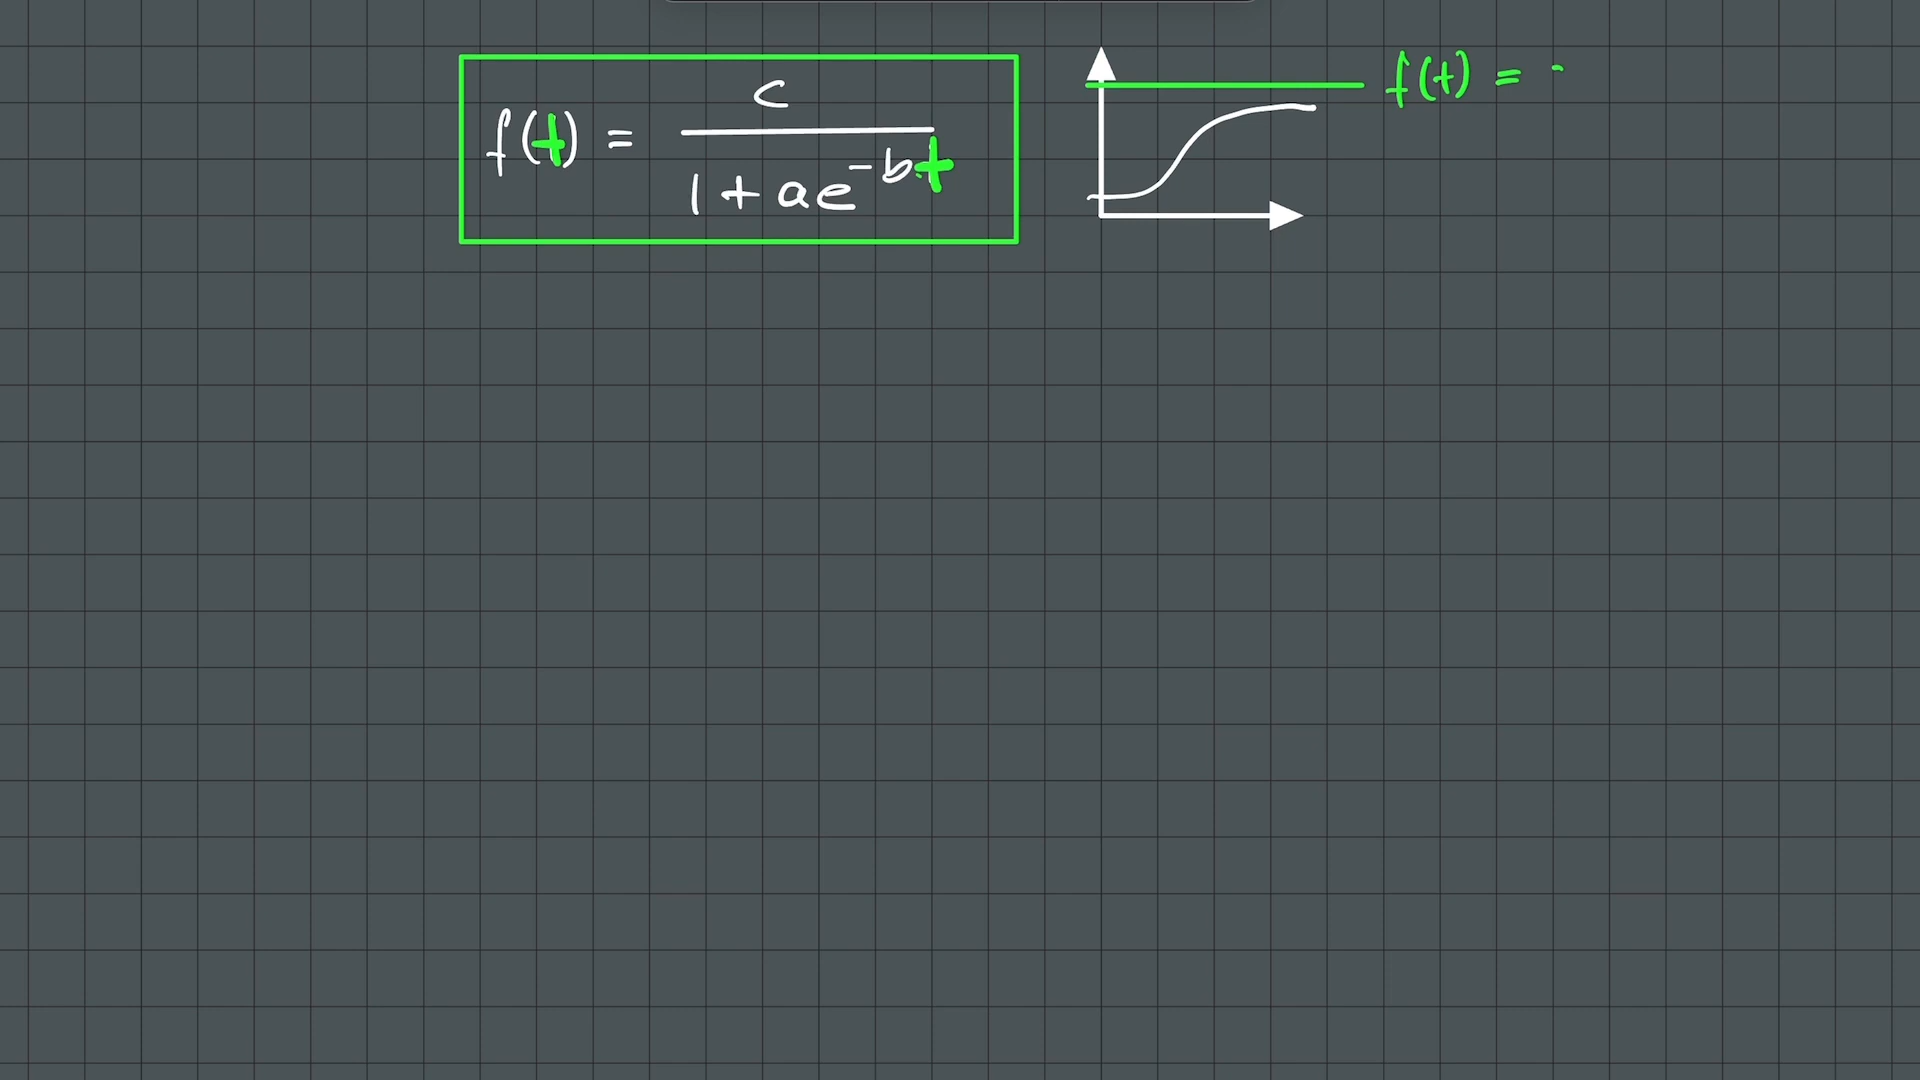 f(t) = c / (1 + ae^{-bt})
f(t) =